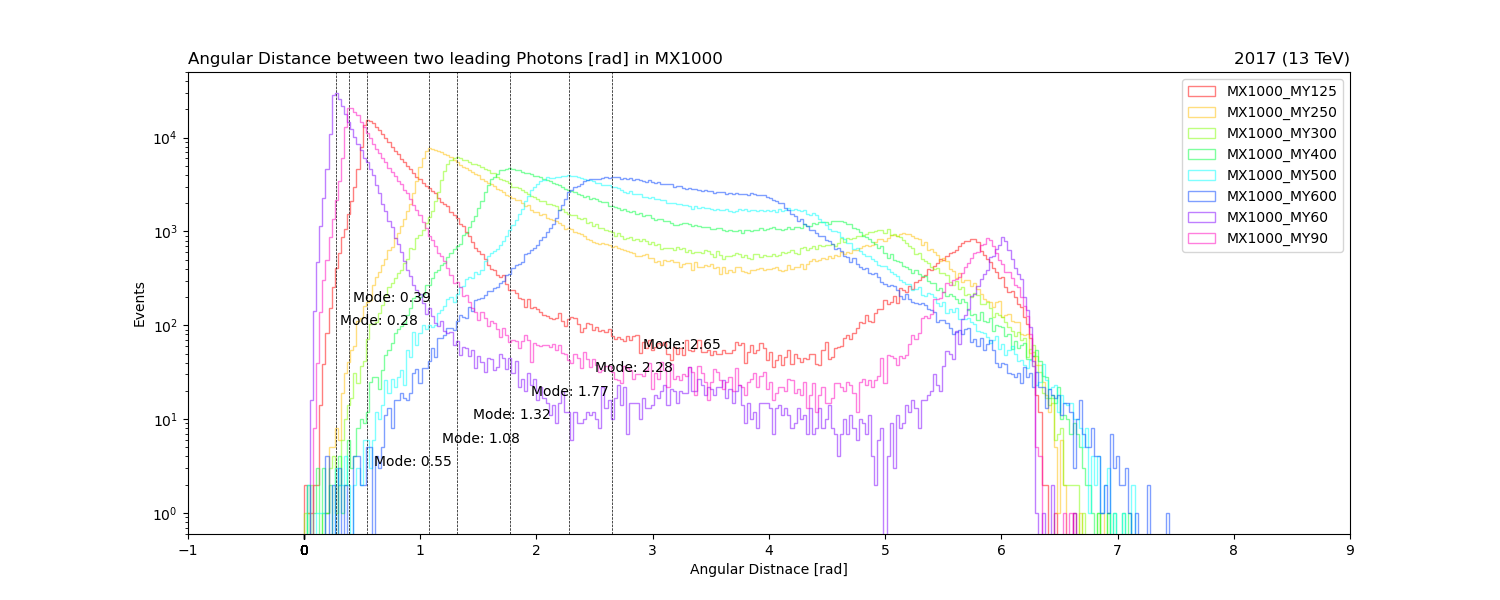 Angular Distance between two leading Photons [rad] in MX1000
2017 (13 TeV)
MX1000_MY125
MX1000_MY250
MX1000_MY300
MX1000_MY400
MX1000_MY500
MX1000_MY600
MX1000_MY60
MX1000_MY90
Events
10⁴
10³
10²
10¹
10⁰
Mode: 0.39
Mode: 0.28
Mode: 2.65
Mode: 2.28
Mode: 1.77
Mode: 1.32
Mode: 1.08
Mode: 0.55
−1 0 1 2 3 4 5 6 7 8 9
Angular Distnace [rad]